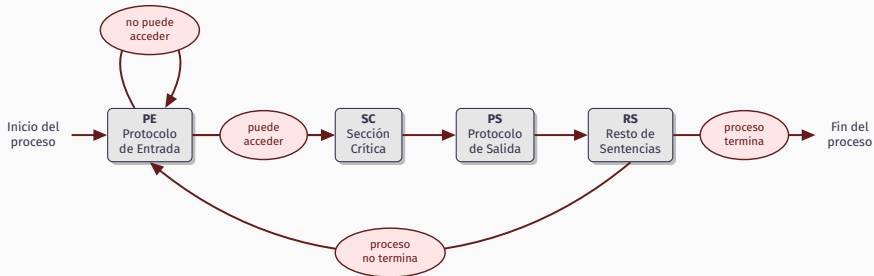 no puede
acceder
Inicio del
proceso
PE
Protocolo
de Entrada
puede
acceder
SC
Sección
Crítica
PS
Protocolo
de Salida
RS
Resto de
Sentencias
proceso
termina
Fin del
proceso
proceso
no termina